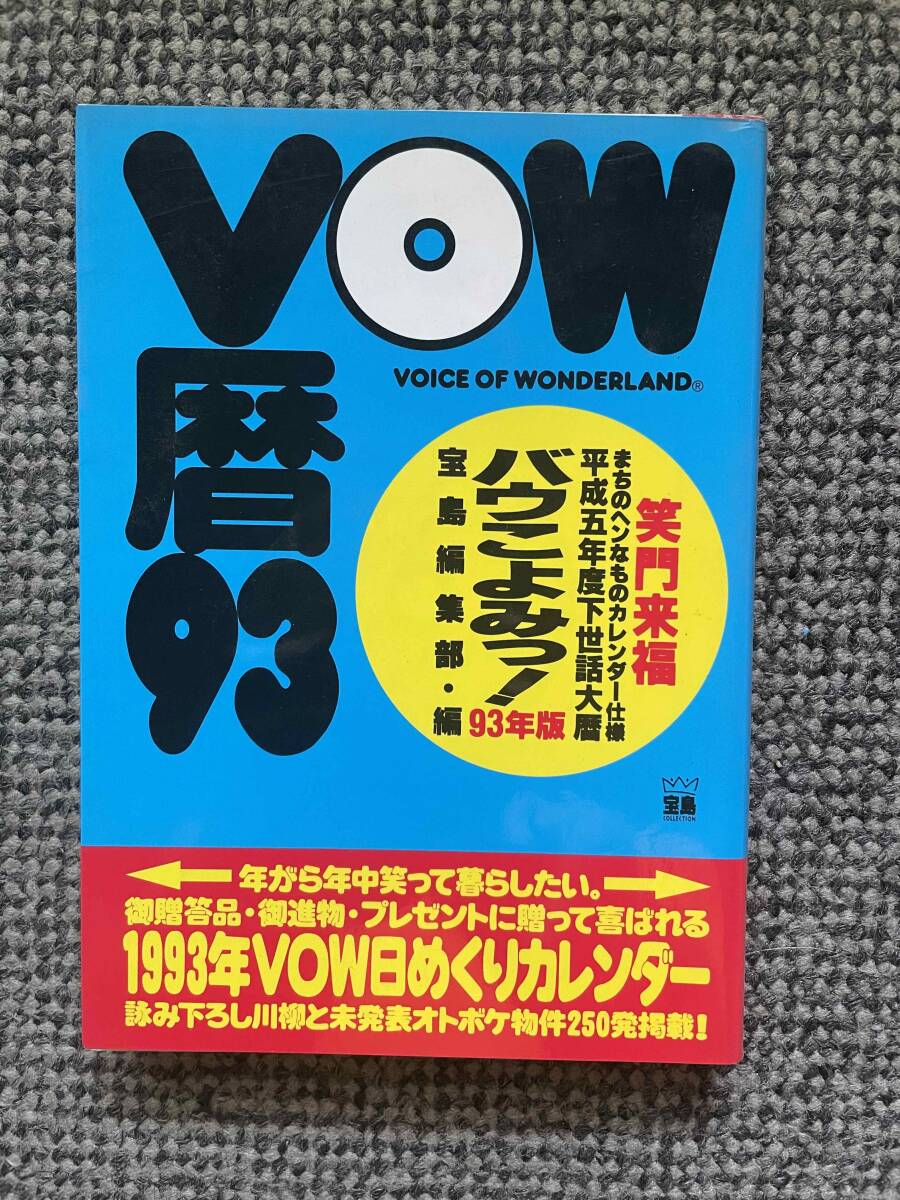 VOW
暦
93
VOICE OF WONDERLAND®
笑門来福
まちのヘンなものカレンダー仕様
平成五年度下世話大暦
バウこよみっ!
93年版
宝島編集部・編
宝島
COLLECTION
年がら年中笑って暮らしたい。
御贈答品・御進物・プレゼントに贈って喜ばれる
1993年VOW日めくりカレンダー
詠み下ろし川柳と未発表オトボケ物件250発掲載!